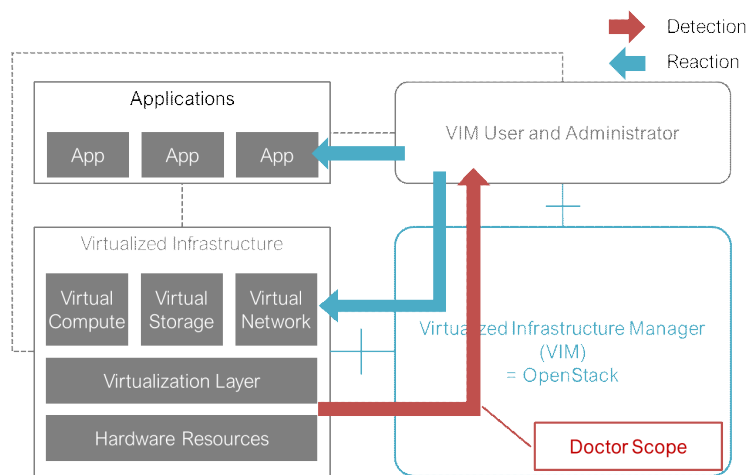 Detection
Reaction
Applications
App
App
App
VIM User and Administrator
Virtualized Infrastructure
Virtual
Compute
Virtual
Storage
Virtual
Network
Virtualization Layer
Hardware Resources
Virtualized Infrastructure Manager
(VIM)
= OpenStack
Doctor Scope